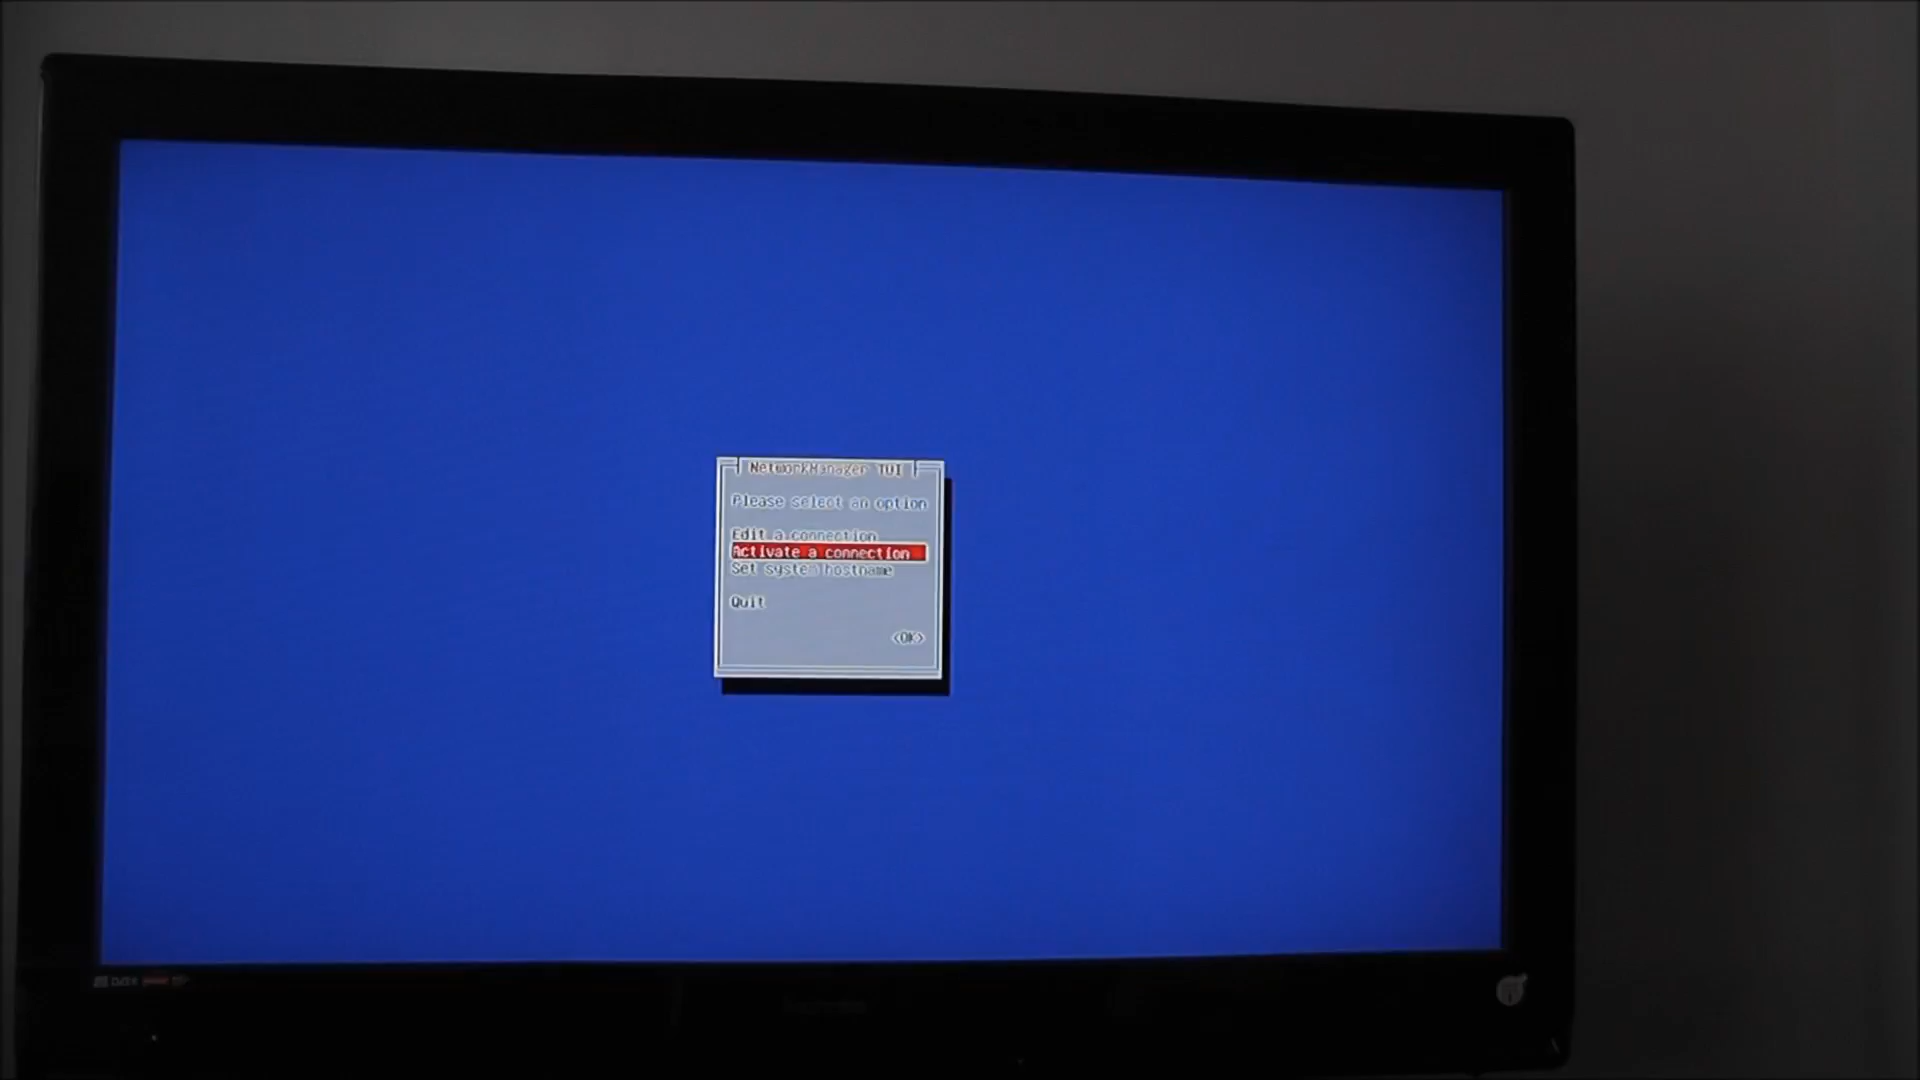 NetworkManager TUI
Please select an option
Edit a connection
Activate a connection
Set system hostname
Quit
<OK>